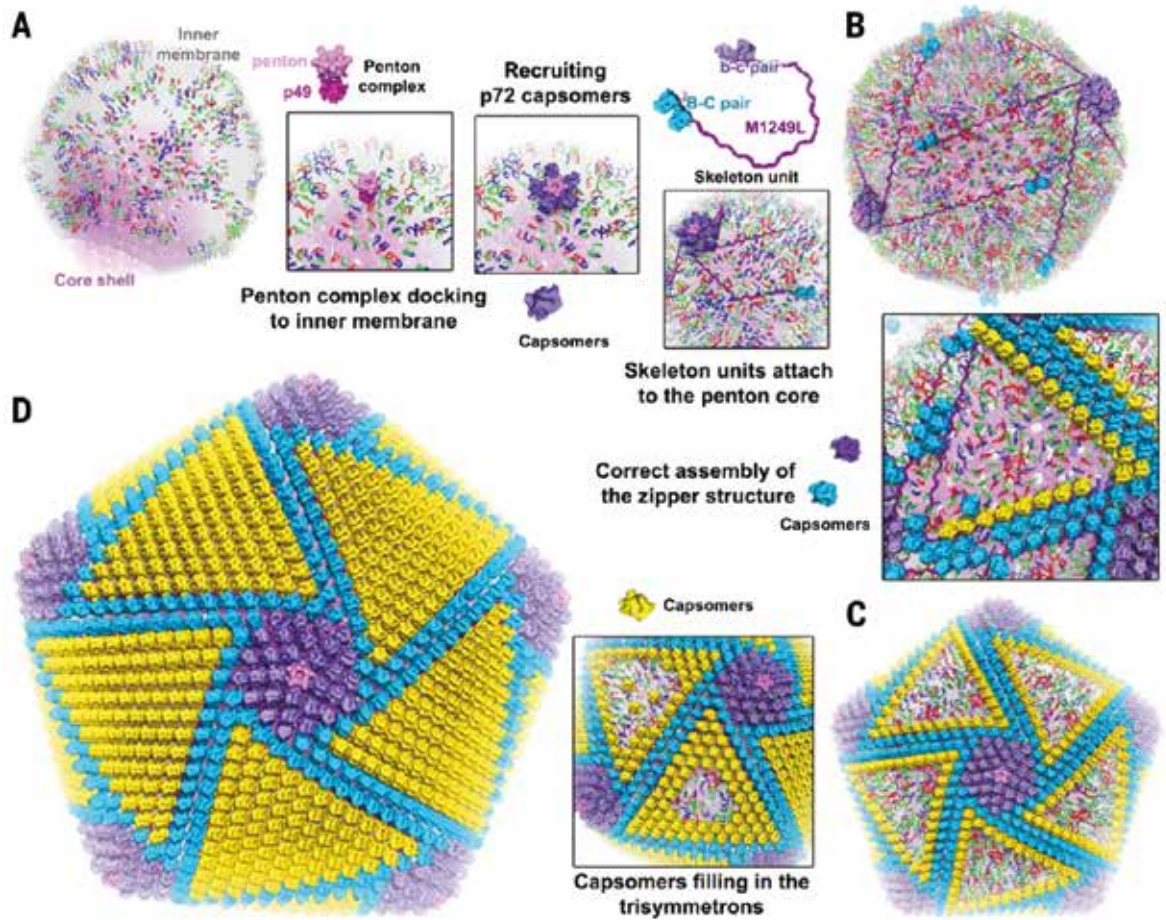 A
Inner
membrane
penton
p49
Penton
complex
Core shell
Penton complex docking
to inner membrane
Recruiting
p72 capsomers
Capsomers
b-c pair
B-C pair
M1249L
Skeleton unit
Skeleton units attach
to the penton core
B
Correct assembly of
the zipper structure
Capsomers
D
Capsomers
Capsomers filling in the
trisymmetrons
C